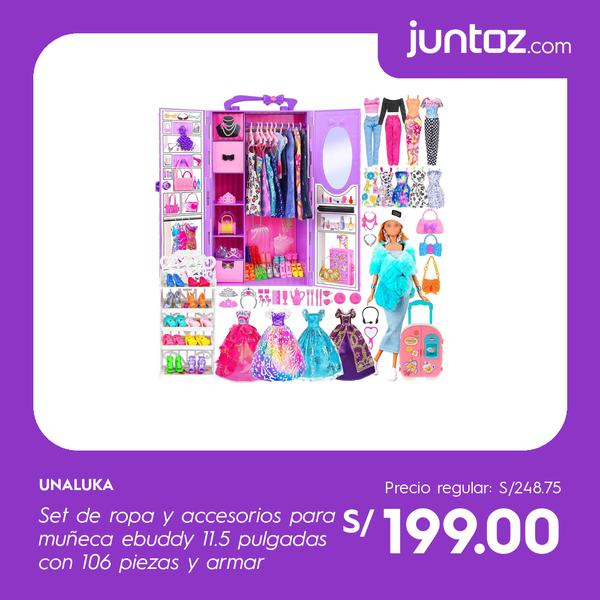 juntoz.com
UNALUKA
Precio regular: S/248.75
Set de ropa y accesorios para
muñeca ebuddy 11.5 pulgadas
con 106 piezas y armar
S/199.00